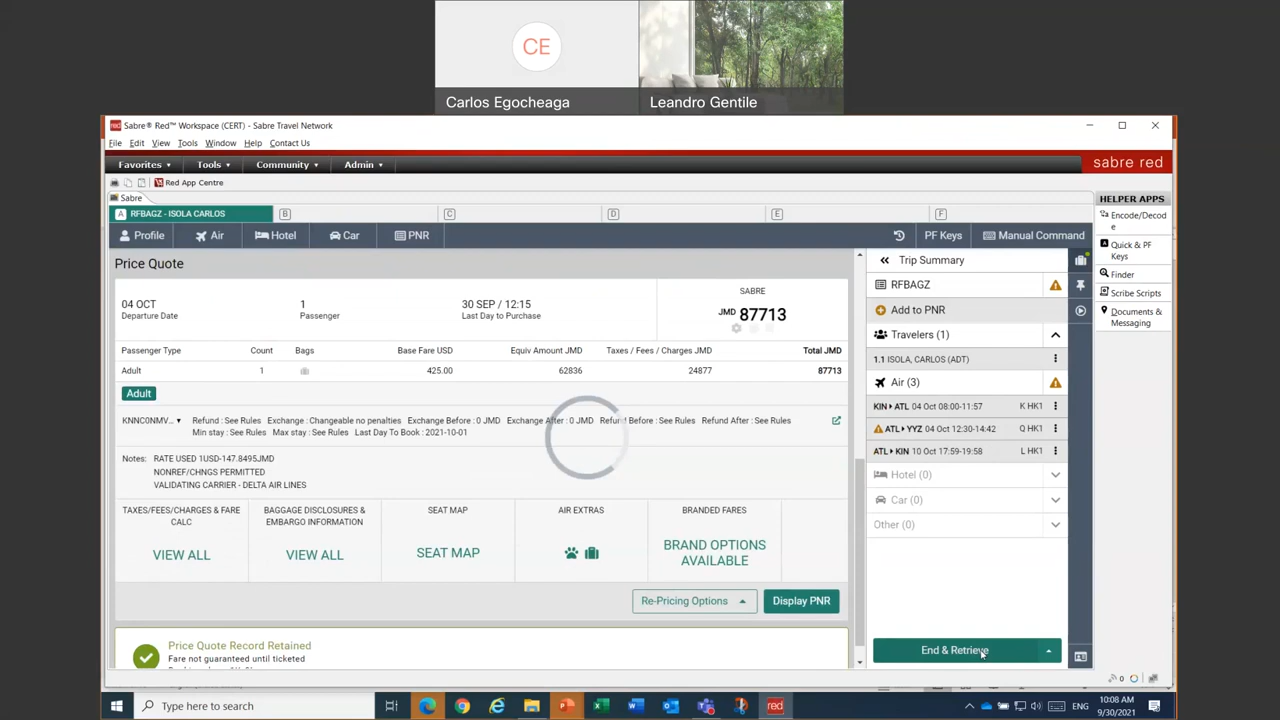 CE
Carlos Egocheaga
Leandro Gentile
red Sabre® Red™ Workspace (CERT) - Sabre Travel Network
File Edit View Tools Window Help Contact Us
Favorites Tools Community Admin
sabre red
Red App Centre
Sabre
HELPER APPS
A RFBAGZ - ISOLA CARLOS B C D E F
Encode/Decod
e
Quick & PF
Keys
Finder
Scribe Scripts
Documents &
Messaging
Profile Air Hotel Car PNR PF Keys Manual Command
Price Quote
04 OCT
Departure Date
1
Passenger
30 SEP / 12:15
Last Day to Purchase
SABRE
JMD 87713
Passenger Type Count Bags Base Fare USD Equiv Amount JMD Taxes / Fees / Charges JMD Total JMD
Adult 1 425.00 62836 24877 87713
Adult
KNNC0NMV... Refund : See Rules Exchange : Changeable no penalties Exchange Before : 0 JMD Exchange After : 0 JMD Refund Before : See Rules Refund After : See Rules
Min stay : See Rules Max stay : See Rules Last Day To Book : 2021-10-01
Notes: RATE USED 1USD-147.8495JMD
NONREF/CHNGS PERMITTED
VALIDATING CARRIER - DELTA AIR LINES
TAXES/FEES/CHARGES & FARE
CALC
VIEW ALL
BAGGAGE DISCLOSURES &
EMBARGO INFORMATION
VIEW ALL
SEAT MAP
SEAT MAP
AIR EXTRAS
BRANDED FARES
BRAND OPTIONS
AVAILABLE
Re-Pricing Options Display PNR
Price Quote Record Retained
Fare not guaranteed until ticketed
Trip Summary
RFBAGZ
Add to PNR
Travelers (1)
1.1 ISOLA, CARLOS (ADT)
Air (3)
KIN ATL 04 Oct 08:00-11:57 K HK1
ATL YYZ 04 Oct 12:30-14:42 Q HK1
ATL KIN 10 Oct 17:59-19:58 L HK1
Hotel (0)
Car (0)
Other (0)
End & Retrieve
0
Type here to search
red
ENG
10:08 AM
9/30/2021